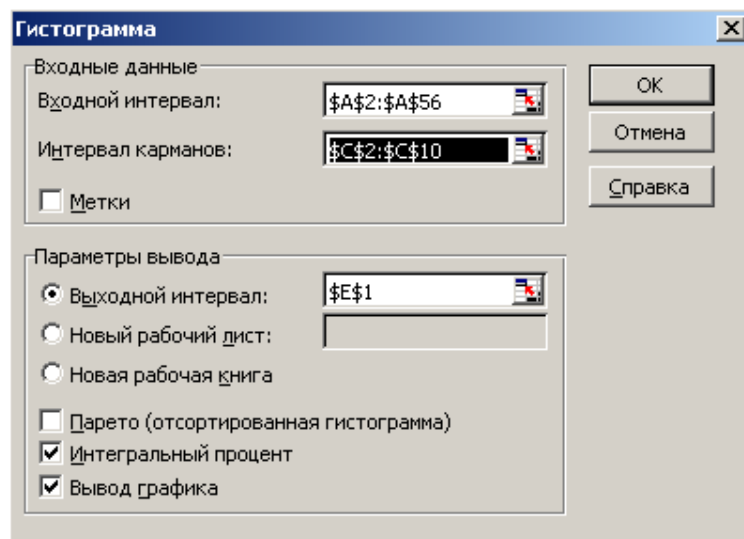 Гистограмма
Входные данные
Входной интервал: $A$2:$A$56
Интервал карманов: $C$2:$C$10
Метки
OK
Отмена
Справка
Параметры вывода
Выходной интервал: $E$1
Новый рабочий лист:
Новая рабочая книга
Парето (отсортированная гистограмма)
Интегральный процент
Вывод графика